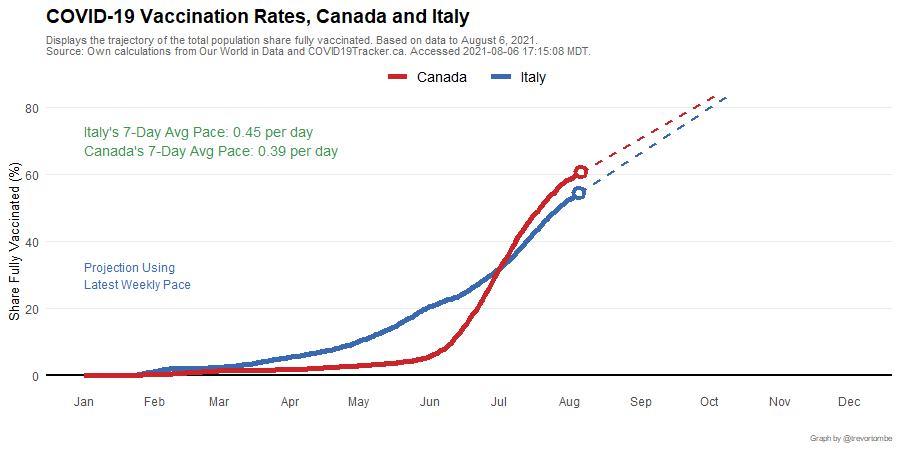 COVID-19 Vaccination Rates, Canada and Italy
Displays the trajectory of the total population share fully vaccinated. Based on data to August 6, 2021.
Source: Own calculations from Our World in Data and COVID19Tracker.ca. Accessed 2021-08-06 17:15:08 MDT.
Canada Italy
80
Italy's 7-Day Avg Pace: 0.45 per day
Canada's 7-Day Avg Pace: 0.39 per day
60
Share Fully Vaccinated (%)
40
Projection Using
Latest Weekly Pace
20
0
Jan Feb Mar Apr May Jun Jul Aug Sep Oct Nov Dec
Graph by @trevortombe